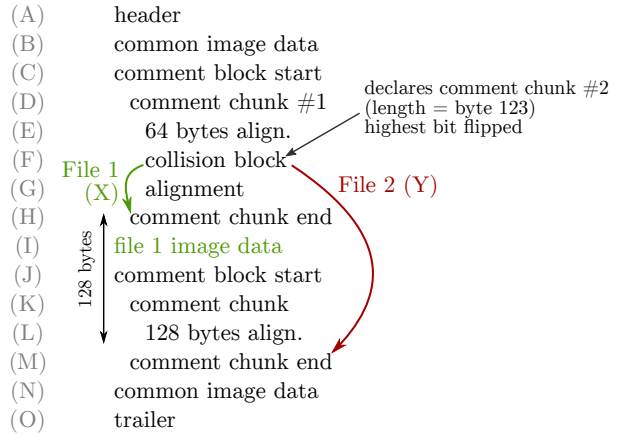 (A) header
(B) common image data
(C) comment block start
(D) comment chunk #1
(E) 64 bytes align.
(F) collision block
(G) alignment
(H) comment chunk end
(I) file 1 image data
(J) comment block start
(K) comment chunk
(L) 128 bytes align.
(M) comment chunk end
(N) common image data
(O) trailer
declares comment chunk #2
(length = byte 123)
highest bit flipped
File 1
(X)
File 2 (Y)
128 bytes